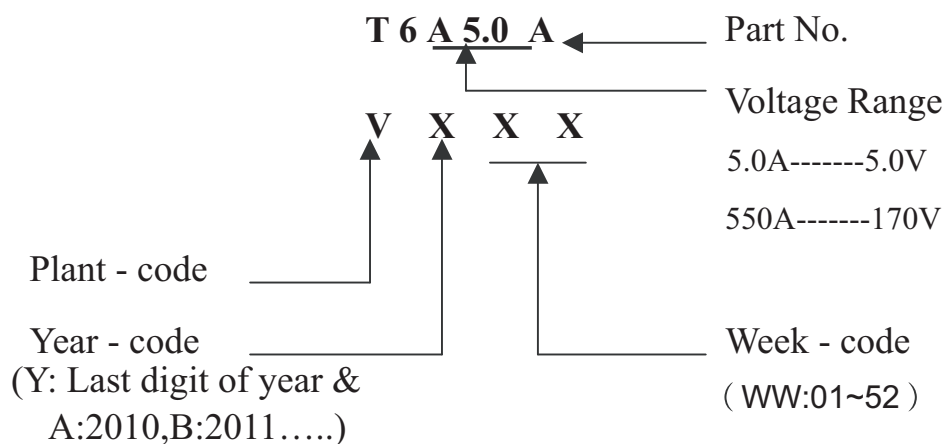 T 6 A 5.0 A
Part No.
Voltage Range
V X X X
5.0A-------5.0V
550A-------170V
Plant - code
Year - code
Week - code
(Y: Last digit of year &
（WW:01~52）
A:2010,B:2011…..)